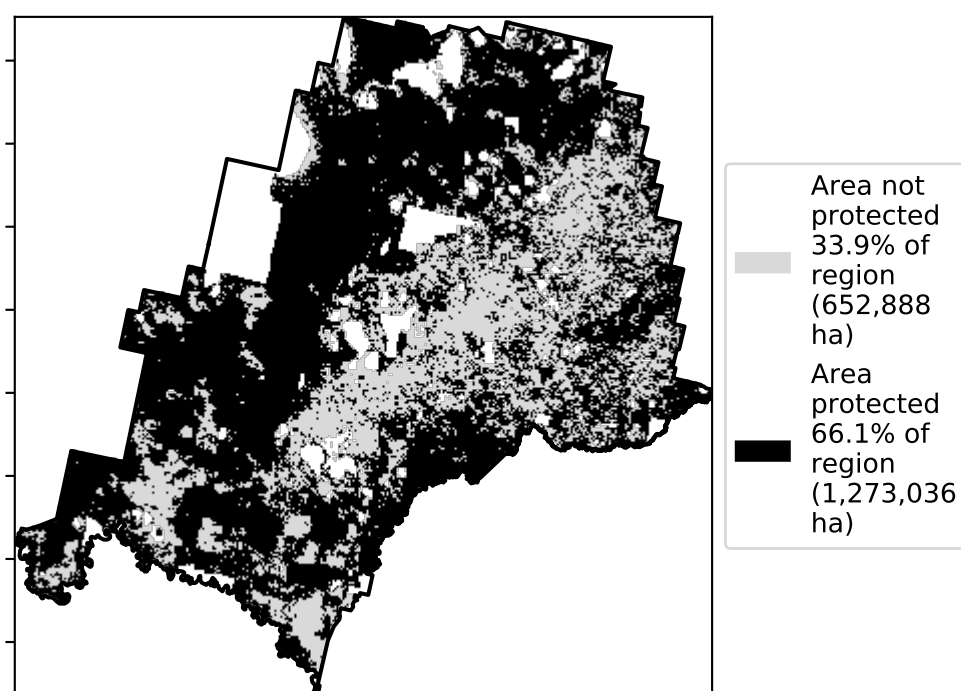 Area not
protected
33.9% of
region
(652,888
ha)
Area
protected
66.1% of
region
(1,273,036
ha)